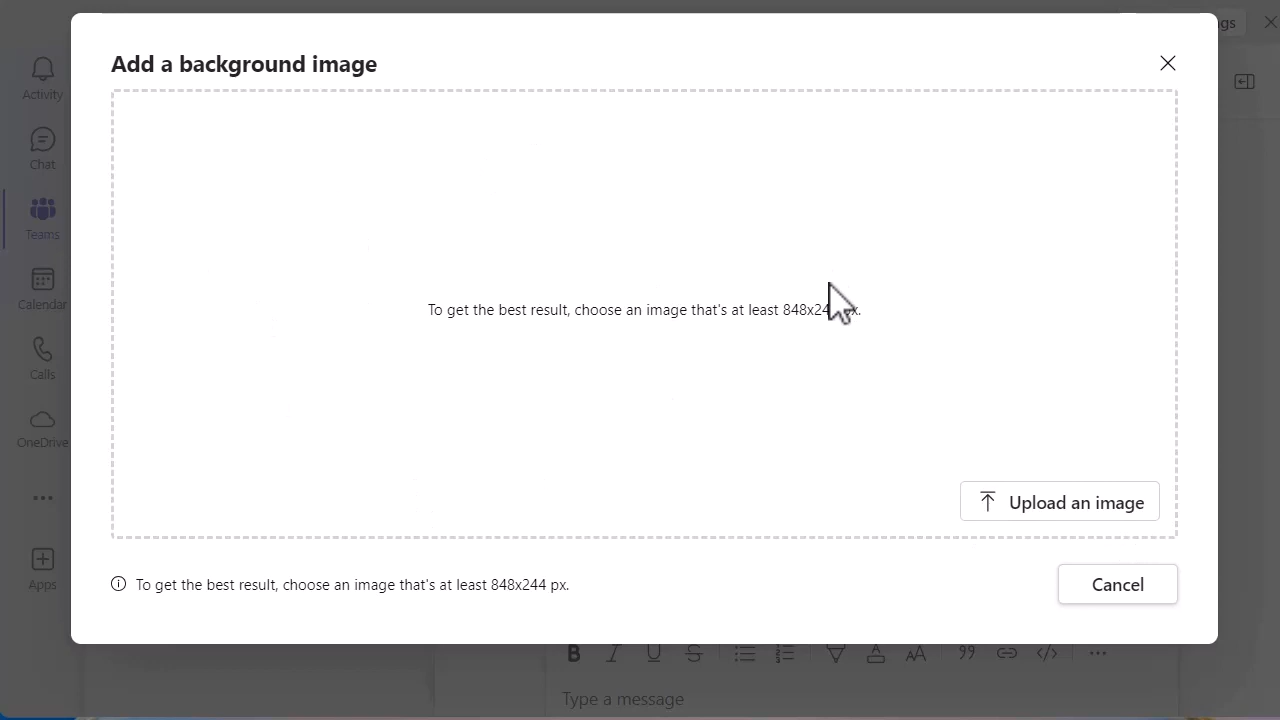 Add a background image
Activity
Chat
Teams
Calendar
Calls
OneDrive
Apps
To get the best result, choose an image that's at least
Upload an image
To get the best result, choose an image that's at least 848x244 px.
Cancel
Type a message